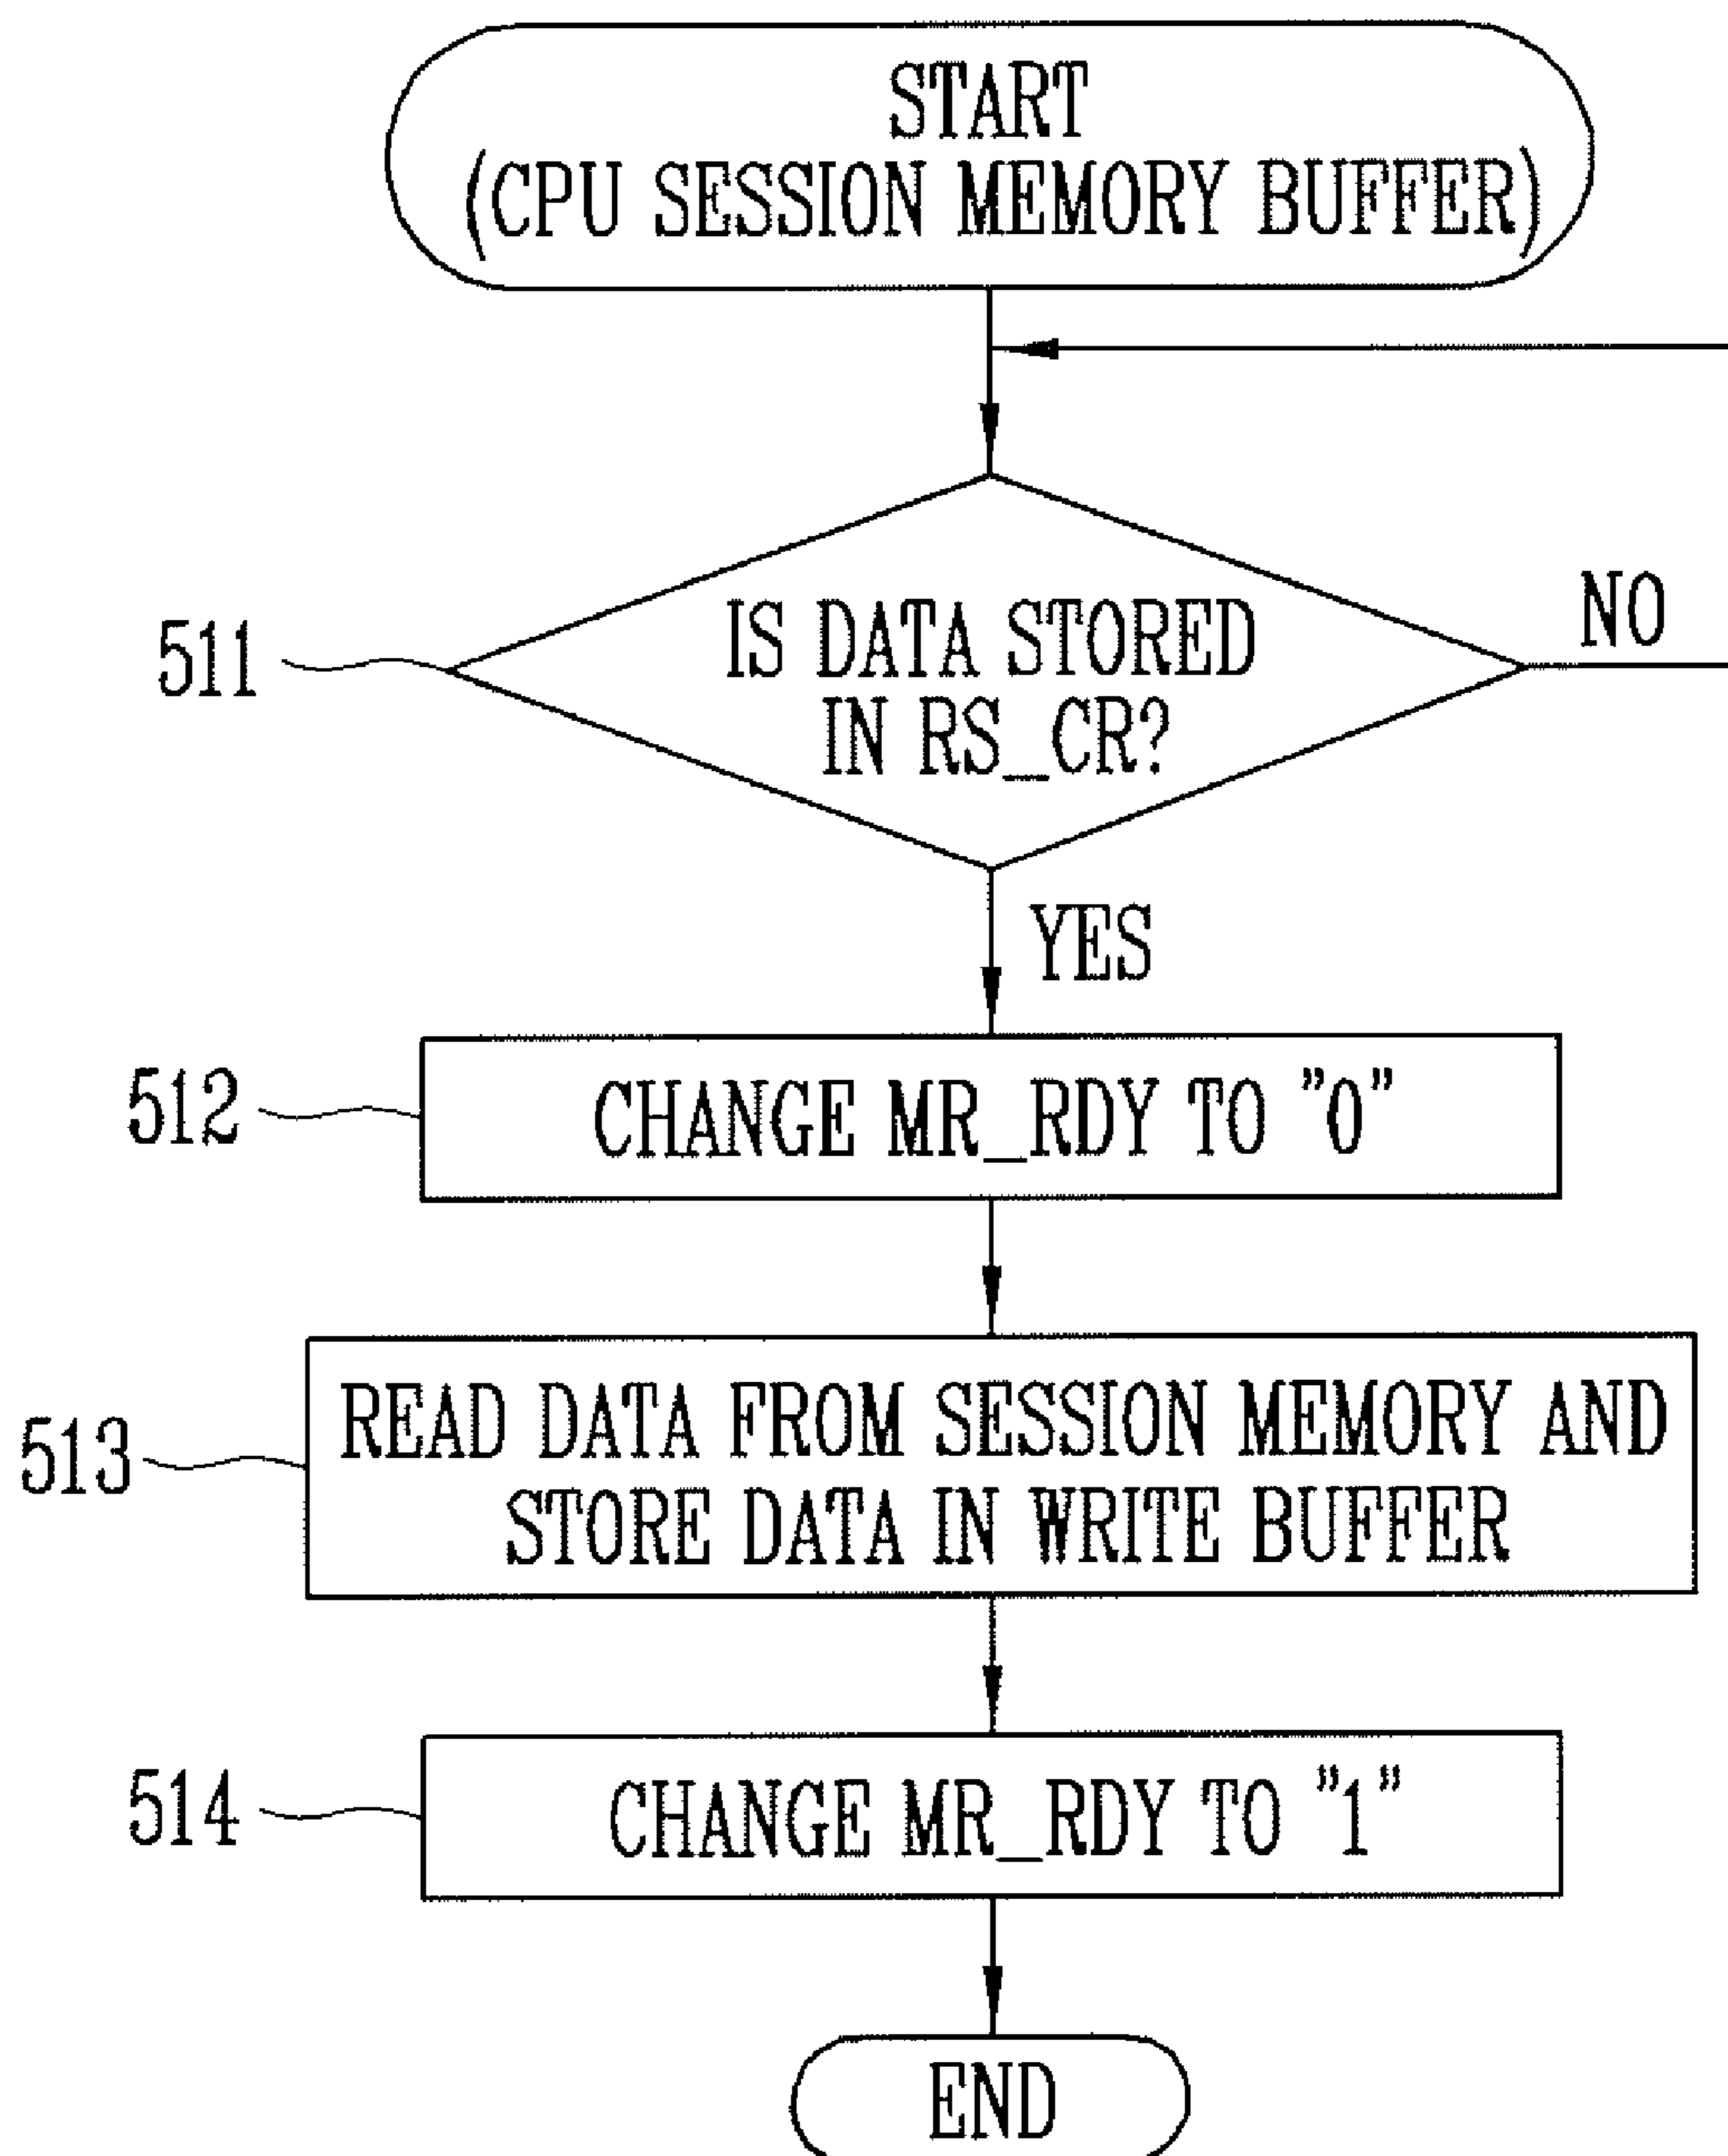 START
(CPU SESSION MEMORY BUFFER)
511
IS DATA STORED
IN RS_CR?
NO
YES
512
CHANGE MR_RDY TO "0"
513
READ DATA FROM SESSION MEMORY AND
STORE DATA IN WRITE BUFFER
514
CHANGE MR_RDY TO "1"
END